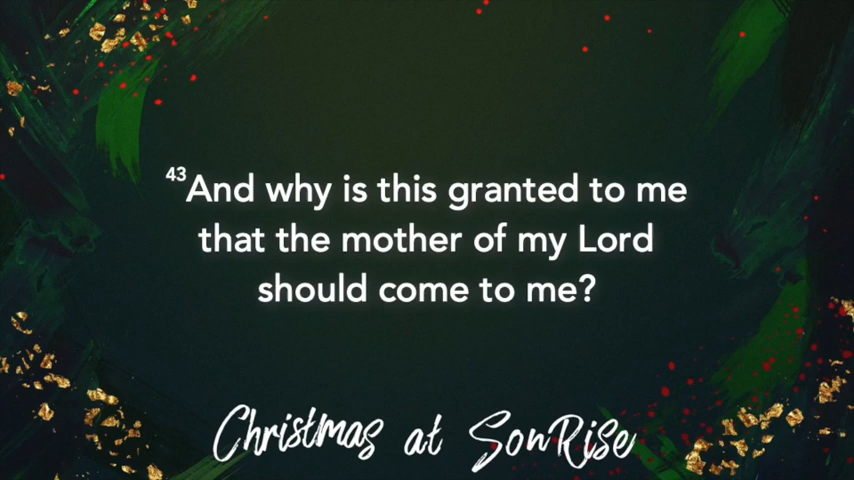 43And why is this granted to me
that the mother of my Lord
should come to me?
Christmas at SonRise